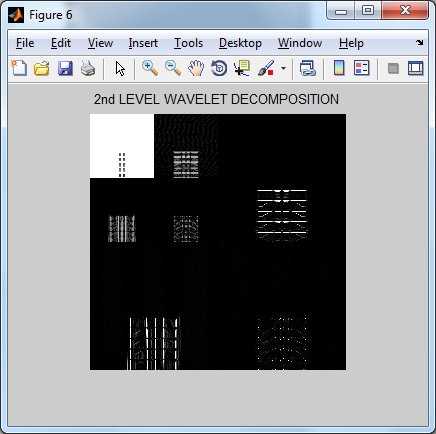 Figure 6
File Edit View Insert Tools Desktop Window Help
2nd LEVEL WAVELET DECOMPOSITION